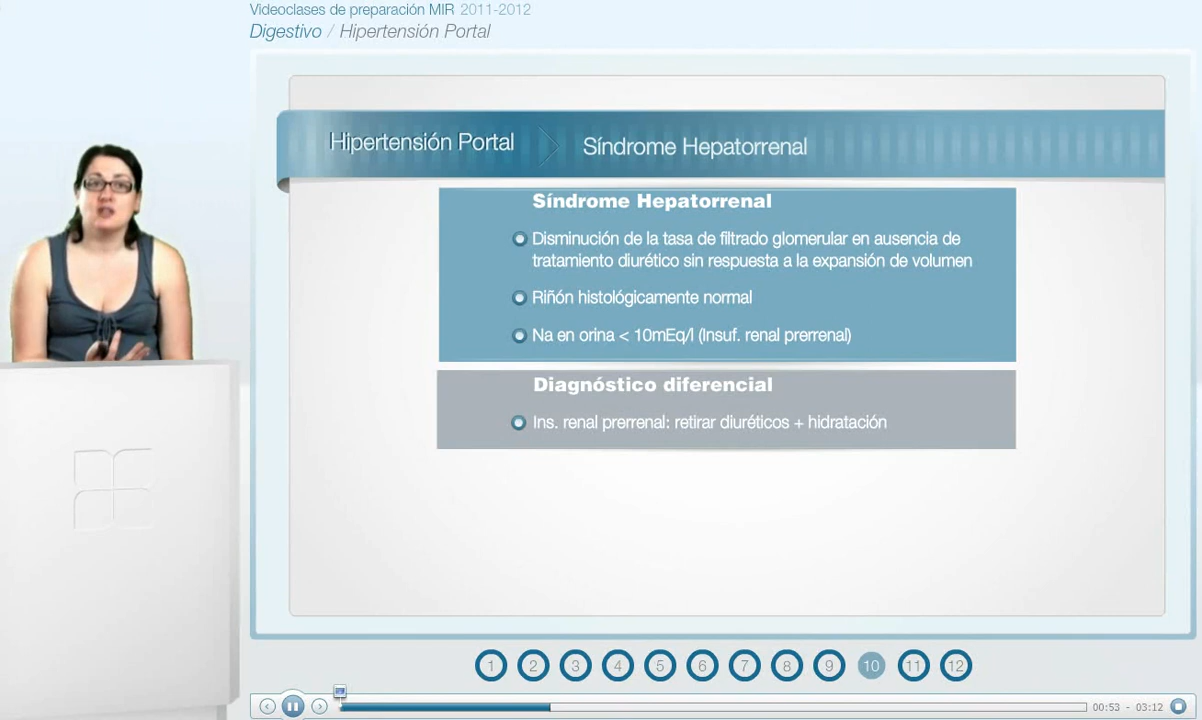 Videoclases de preparación MIR 2011-2012
Digestivo / Hipertensión Portal
Hipertensión Portal
Síndrome Hepatorrenal
Síndrome Hepatorrenal
Disminución de la tasa de filtrado glomerular en ausencia de
tratamiento diurético sin respuesta a la expansión de volumen
Riñón histológicamente normal
Na en orina < 10mEq/l (Insuf. renal prerrenal)
Diagnóstico diferencial
Ins. renal prerrenal: retirar diuréticos + hidratación
1 2 3 4 5 6 7 8 9 10 11 12
00:53 - 03:12